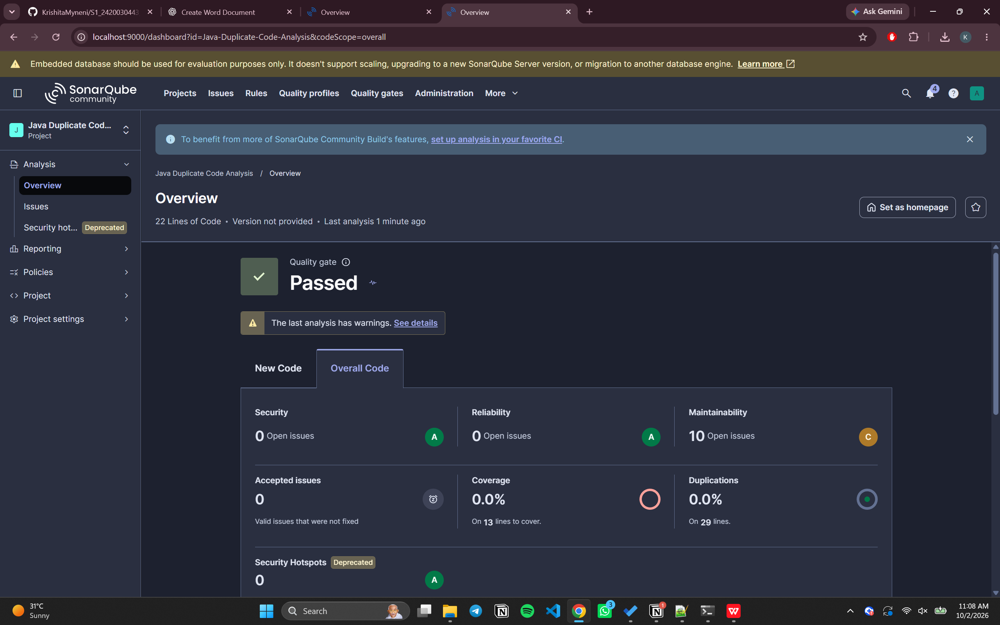 KrishitaMyneni/S1_2420030443
Create Word Document
Overview
Overview
Ask Gemini
localhost:9000/dashboard?id=Java-Duplicate-Code-Analysis&codeScope=overall
K
Embedded database should be used for evaluation purposes only. It doesn't support scaling, upgrading to a new SonarQube Server version, or migration to another database engine. Learn more
SonarQube community
Projects
Issues
Rules
Quality profiles
Quality gates
Administration
More
4
A
J
Java Duplicate Cod...
Project
To benefit from more of SonarQube Community Build's features, set up analysis in your favorite CI.
Analysis
Overview
Issues
Security hot... Deprecated
Reporting
Policies
Project
Project settings
Java Duplicate Code Analysis / Overview
Overview
22 Lines of Code • Version not provided • Last analysis 1 minute ago
Set as homepage
Quality gate
Passed
The last analysis has warnings. See details
New Code
Overall Code
Security
0 Open issues
A
Reliability
0 Open issues
A
Maintainability
10 Open issues
C
Accepted issues
0
Valid issues that were not fixed
Coverage
0.0%
On 13 lines to cover.
Duplications
0.0%
On 29 lines.
Security Hotspots Deprecated
0
A
31°C
Sunny
Search
3
1
11:08 AM
10/2/2026